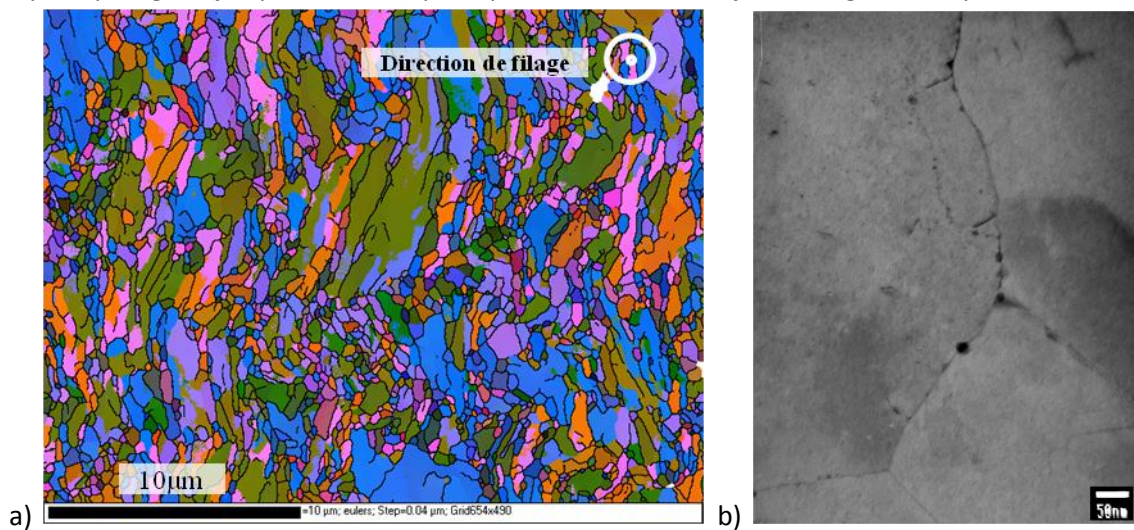 Direction de filage
10µm
=10 µm; eulers; Step=0.04 µm; Grid654x490
a)
b)
50nm